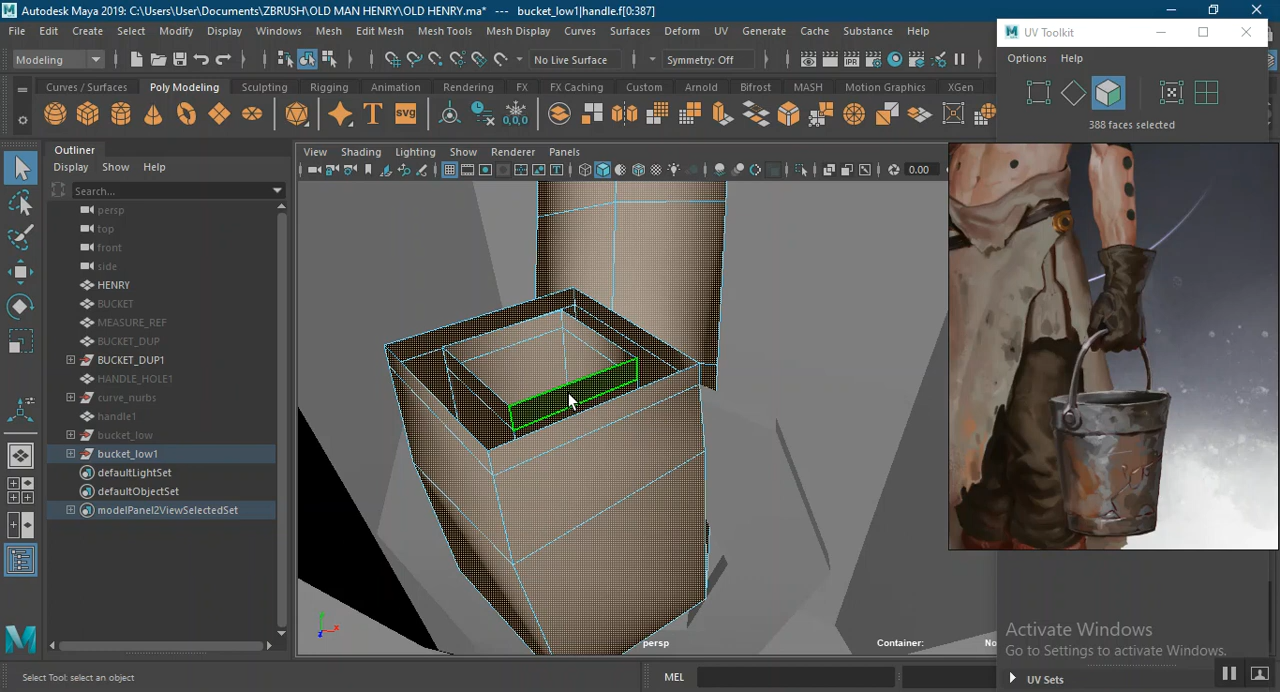 Autodesk Maya 2019: C:\Users\User\Documents\ZBRUSH\OLD MAN HENRY\OLD HENRY.ma* --- bucket_low1|handle.f[0:387]
File Edit Create Select Modify Display Windows Mesh Edit Mesh Mesh Tools Mesh Display Curves Surfaces Deform UV Generate Cache Substance Help
UV Toolkit
Options Help
Modeling
No Live Surface
Symmetry: Off
Curves / Surfaces Poly Modeling Sculpting Rigging Animation Rendering FX FX Caching Custom Arnold Bifrost MASH Motion Graphics XGen
T
SVG
0,0,0
388 faces selected
Outliner
Display Show Help
Search...
View Shading Lighting Show Renderer Panels
IPR
0.00
persp
top
front
side
HENRY
BUCKET
MEASURE_REF
BUCKET_DUP
BUCKET_DUP1
HANDLE_HOLE1
curve_nurbs
handle1
bucket_low
bucket_low1
defaultLightSet
defaultObjectSet
modelPanel2ViewSelectedSet
persp
Container:
No
Activate Windows
Go to Settings to activate Windows.
Select Tool: select an object
MEL
UV Sets